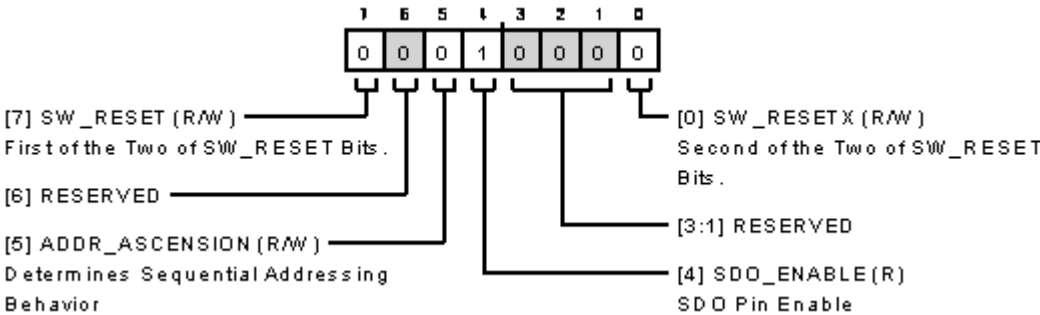 7 6 5 4 3 2 1 0
0 0 0 1 0 0 0 0
[7] SW_RESET (R/W)
First of the Two of SW_RESET Bits.
[6] RESERVED
[5] ADDR_ASCENSION (R/W)
Determines Sequential Addressing
Behavior
[0] SW_RESETX (R/W)
Second of the Two of SW_RESET
Bits.
[3:1] RESERVED
[4] SDO_ENABLE (R)
SDO Pin Enable